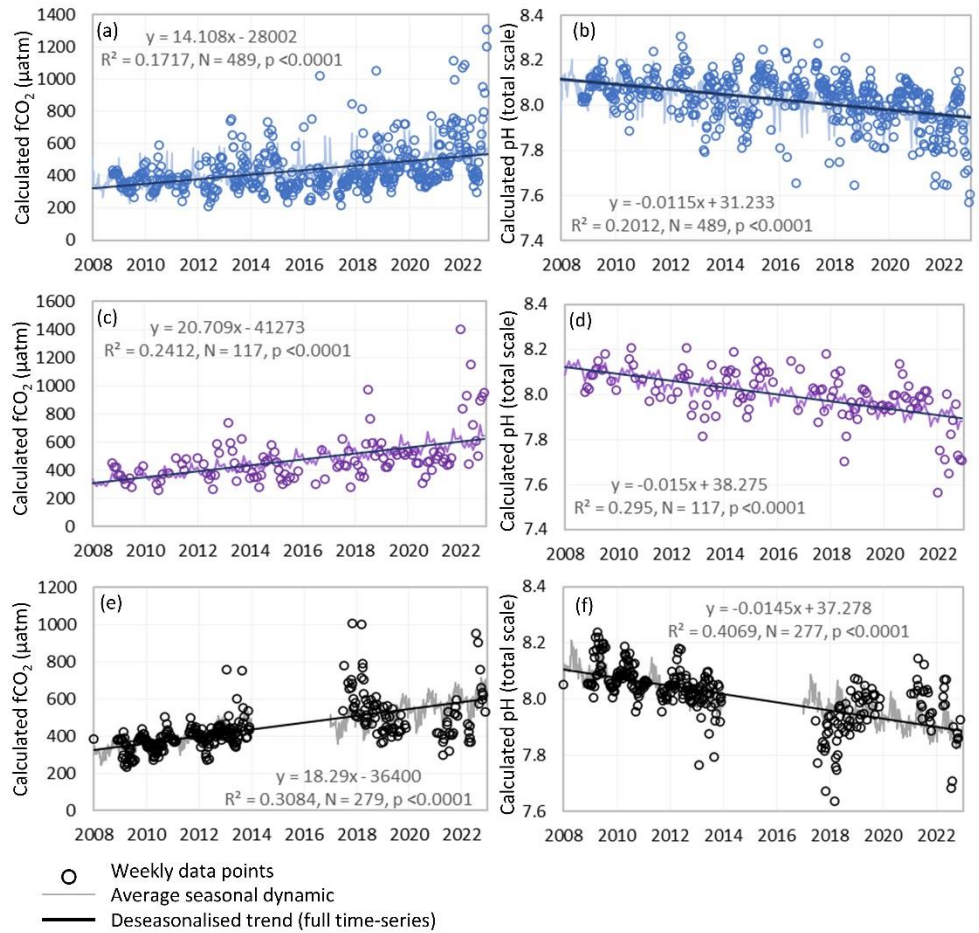 (a)
y = 14.108x - 28002
R² = 0.1717, N = 489, p <0.0001
Calculated fCO₂ (µatm)
1400
1200
1000
800
600
400
200
0
2008 2010 2012 2014 2016 2018 2020 2022
(b)
y = -0.0115x + 31.233
R² = 0.2012, N = 489, p <0.0001
Calculated pH (total scale)
8.4
8.2
8.0
7.8
7.6
7.4
2008 2010 2012 2014 2016 2018 2020 2022
(c)
y = 20.709x - 41273
R² = 0.2412, N = 117, p <0.0001
Calculated fCO₂ (µatm)
1600
1400
1200
1000
800
600
400
200
0
2008 2010 2012 2014 2016 2018 2020 2022
(d)
y = -0.015x + 38.275
R² = 0.295, N = 117, p <0.0001
Calculated pH (total scale)
8.4
8.2
8.0
7.8
7.6
7.4
2008 2010 2012 2014 2016 2018 2020 2022
(e)
y = 18.29x - 36400
R² = 0.3084, N = 279, p <0.0001
Calculated fCO₂ (µatm)
1200
1000
800
600
400
200
0
2008 2010 2012 2014 2016 2018 2020 2022
(f)
y = -0.0145x + 37.278
R² = 0.4069, N = 277, p <0.0001
Calculated pH (total scale)
8.4
8.2
8.0
7.8
7.6
2008 2010 2012 2014 2016 2018 2020 2022
Weekly data points
Average seasonal dynamic
Deseasonalised trend (full time-series)